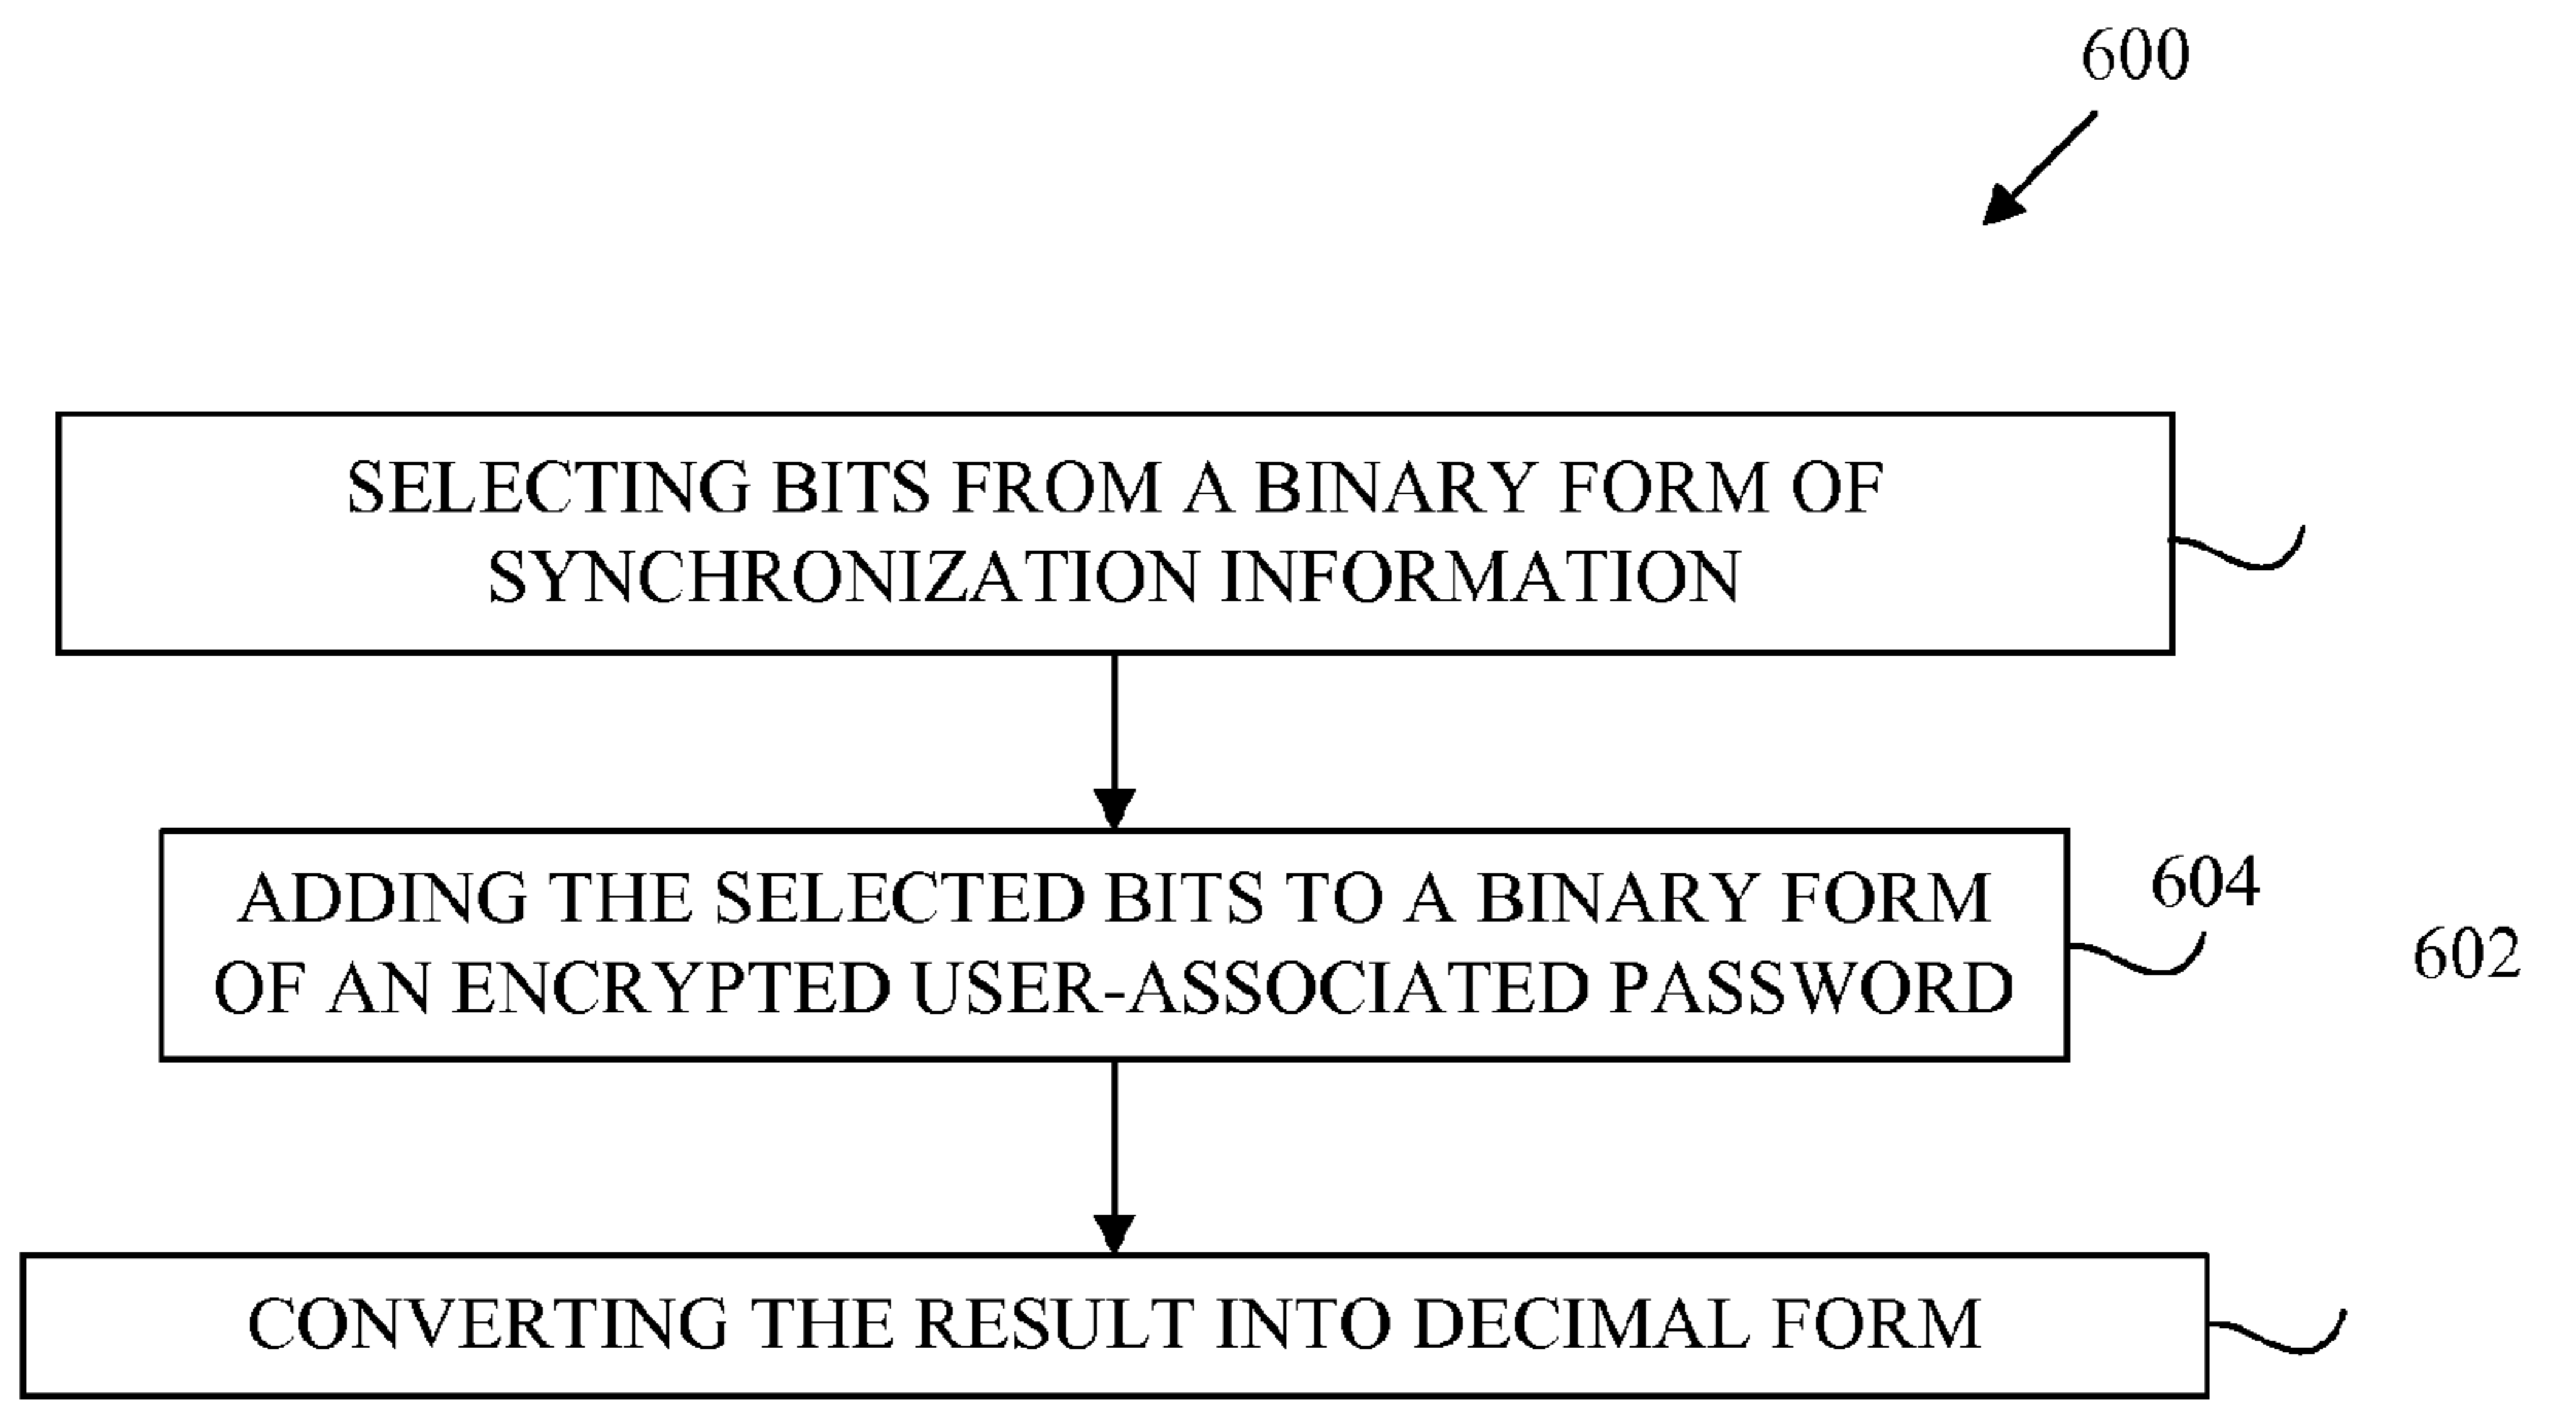 600
SELECTING BITS FROM A BINARY FORM OF
SYNCHRONIZATION INFORMATION
ADDING THE SELECTED BITS TO A BINARY FORM
OF AN ENCRYPTED USER-ASSOCIATED PASSWORD
604
602
CONVERTING THE RESULT INTO DECIMAL FORM